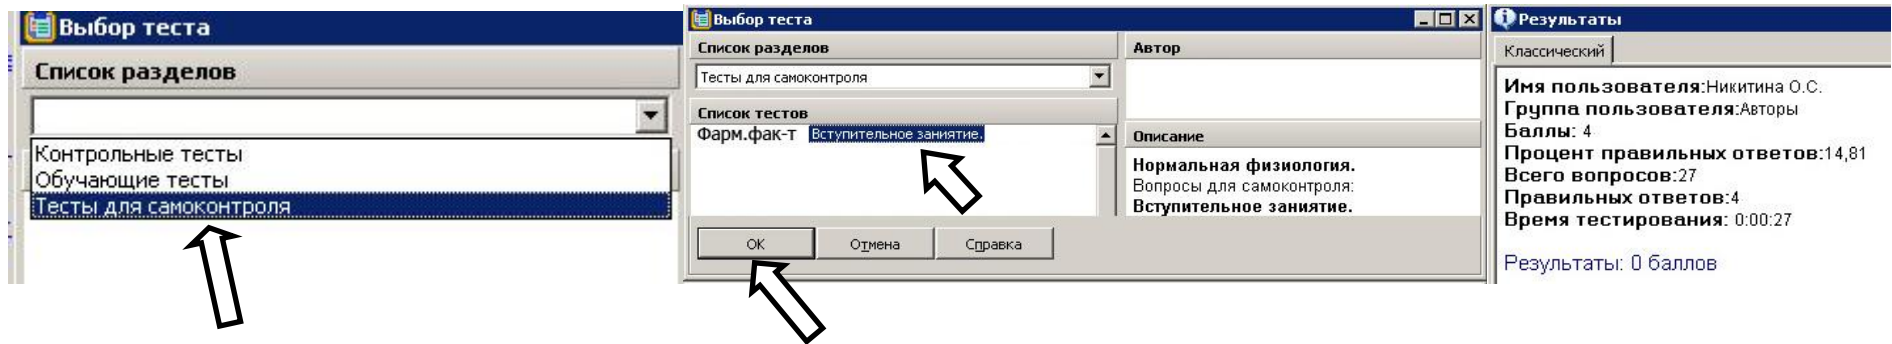 Выбор теста
Список разделов
Контрольные тесты
Обучающие тесты
Тесты для самоконтроля
Выбор теста
Список разделов
Тесты для самоконтроля
Список тестов
Фарм.фак-т Вступительное заниятие.
Автор
Описание
Нормальная физиология.
Вопросы для самоконтроля:
Вступительное заниятие.
ОК Отмена Справка
Результаты
Классический
Имя пользователя:Никитина О.С.
Группа пользователя:Авторы
Баллы: 4
Процент правильных ответов:14,81
Всего вопросов:27
Правильных ответов:4
Время тестирования: 0:00:27
Результаты: 0 баллов